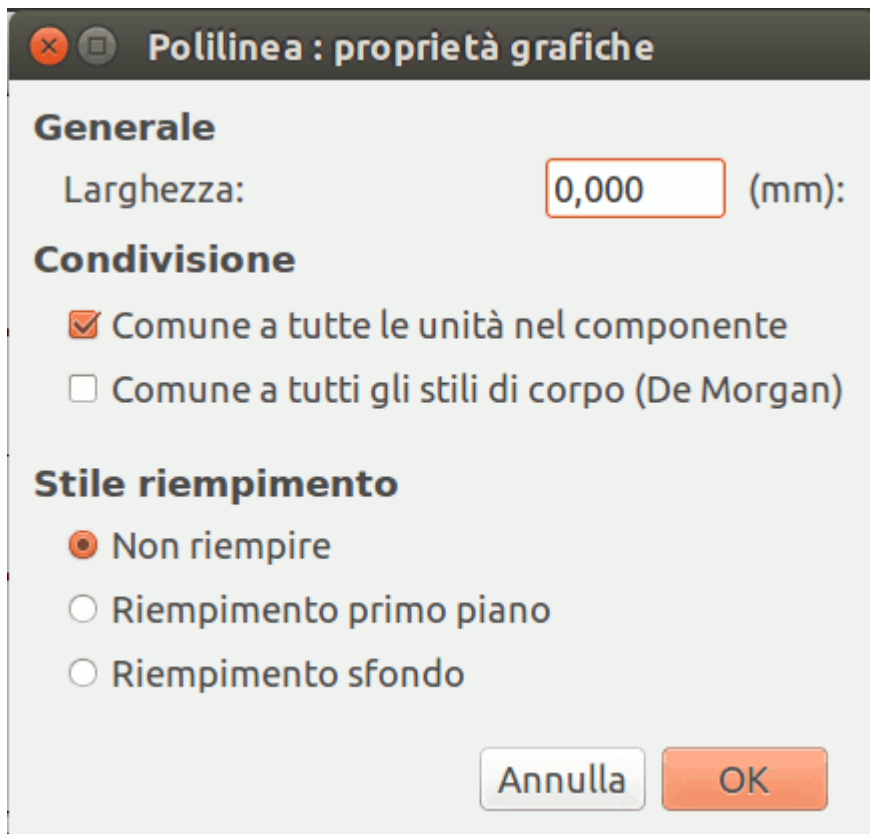 Polilinea : proprietà grafiche
Generale
Larghezza: 0,000 (mm):
Condivisione
Comune a tutte le unità nel componente
Comune a tutti gli stili di corpo (De Morgan)
Stile riempimento
Non riempire
Riempimento primo piano
Riempimento sfondo
Annulla OK